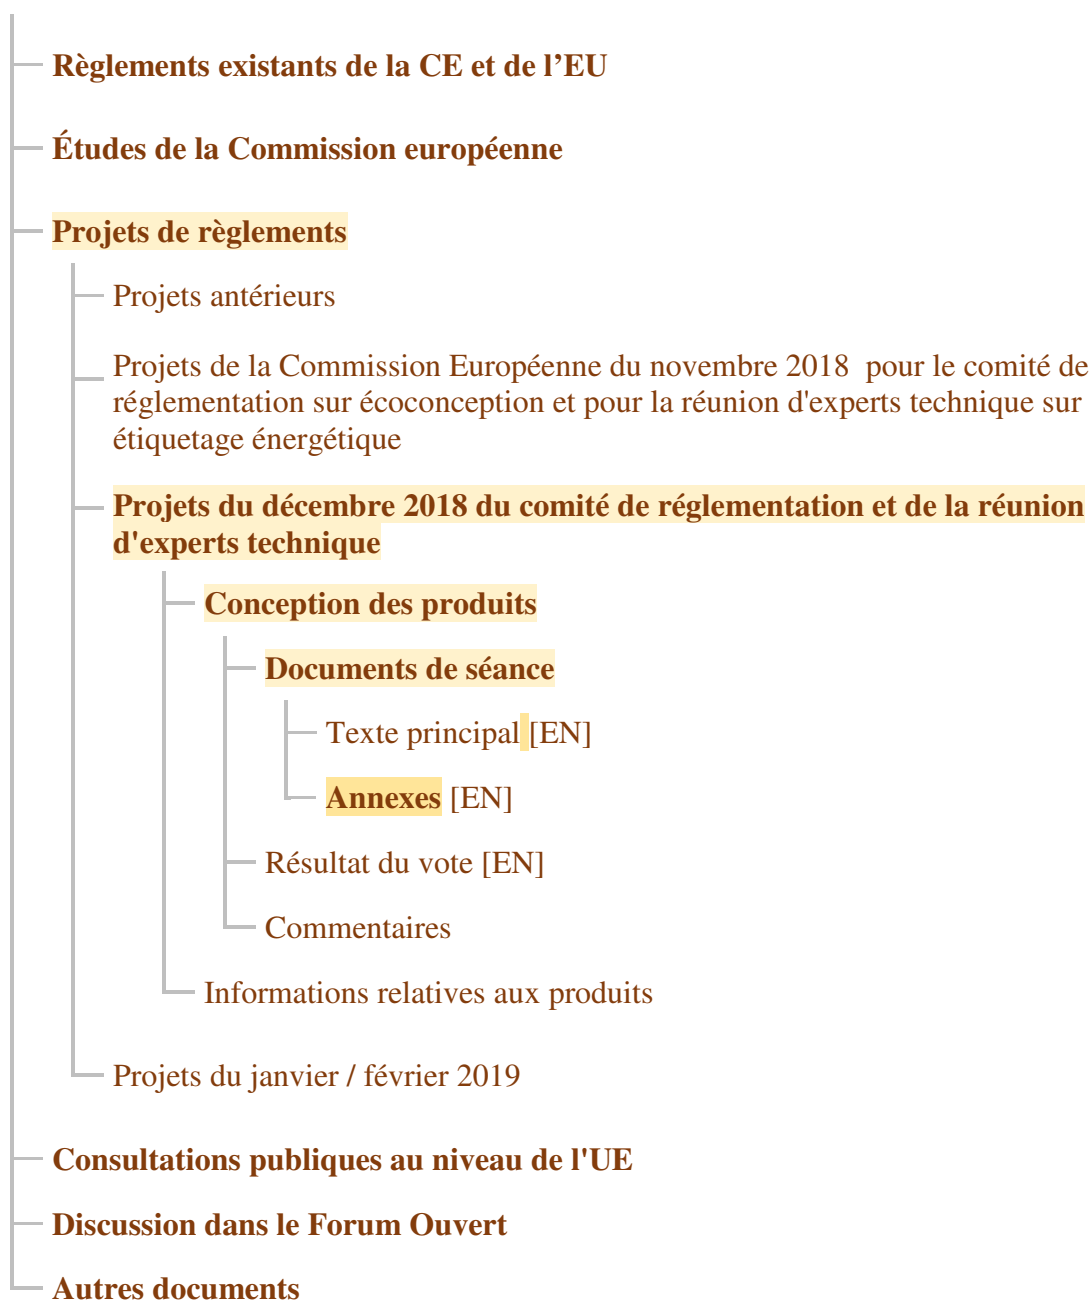 Règlements existants de la CE et de l’EU
Études de la Commission européenne
Projets de règlements
Projets antérieurs
Projets de la Commission Européenne du novembre 2018  pour le comité de
réglementation sur écoconception et pour la réunion d'experts technique sur
étiquetage énergétique
Projets du décembre 2018 du comité de réglementation et de la réunion
d'experts technique
Conception des produits
Documents de séance
Texte principal [EN]
Annexes [EN]
Résultat du vote [EN]
Commentaires
Informations relatives aux produits
Projets du janvier / février 2019
Consultations publiques au niveau de l'UE
Discussion dans le Forum Ouvert
Autres documents